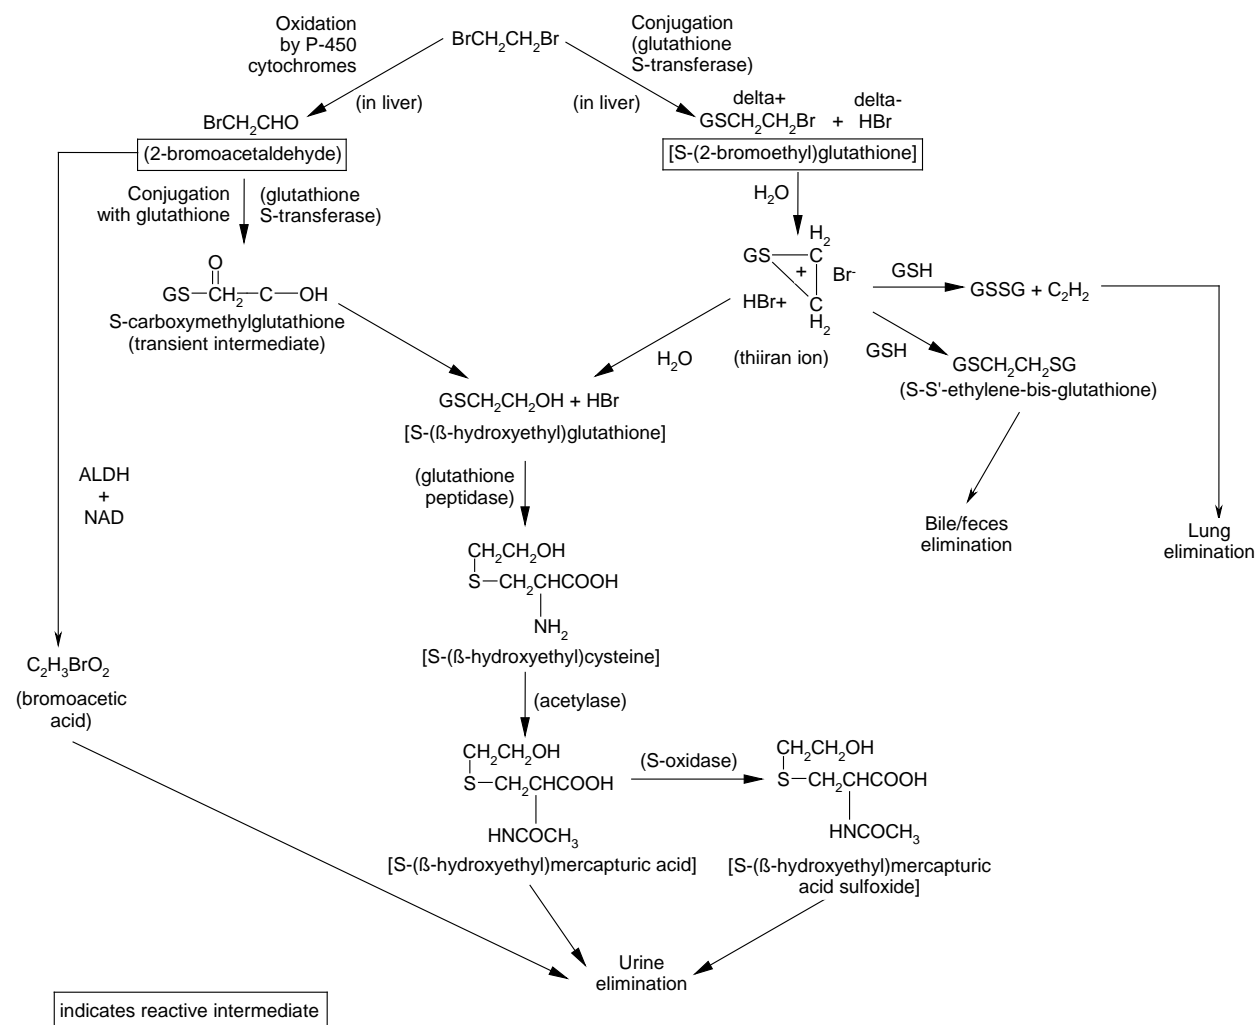 Oxidation
by P-450
cytochromes
BrCH2CH2Br
Conjugation
(glutathione
S-transferase)
(in liver)
(in liver)
BrCH2CHO
(2-bromoacetaldehyde)
delta+
delta-
GSCH2CH2Br + HBr
[S-(2-bromoethyl)glutathione]
Conjugation
with glutathione
(glutathione
S-transferase)
H2O
O
GS—CH2—C—OH
S-carboxymethylglutathione
(transient intermediate)
H2
GS
C
+
Br-
HBr+
C
H2
(thiiran ion)
H2O
GSH
GSSG + C2H2
GSH
GSCH2CH2SG
(S-S'-ethylene-bis-glutathione)
GSCH2CH2OH + HBr
[S-(ß-hydroxyethyl)glutathione]
(glutathione
peptidase)
ALDH
+
NAD
Bile/feces
elimination
Lung
elimination
CH2CH2OH
S—CH2CHCOOH
NH2
[S-(ß-hydroxyethyl)cysteine]
C2H3BrO2
(bromoacetic
acid)
(acetylase)
CH2CH2OH
S—CH2CHCOOH
HNCOCH3
[S-(ß-hydroxyethyl)mercapturic acid]
(S-oxidase)
CH2CH2OH
S—CH2CHCOOH
HNCOCH3
[S-(ß-hydroxyethyl)mercapturic
acid sulfoxide]
Urine
elimination
indicates reactive intermediate